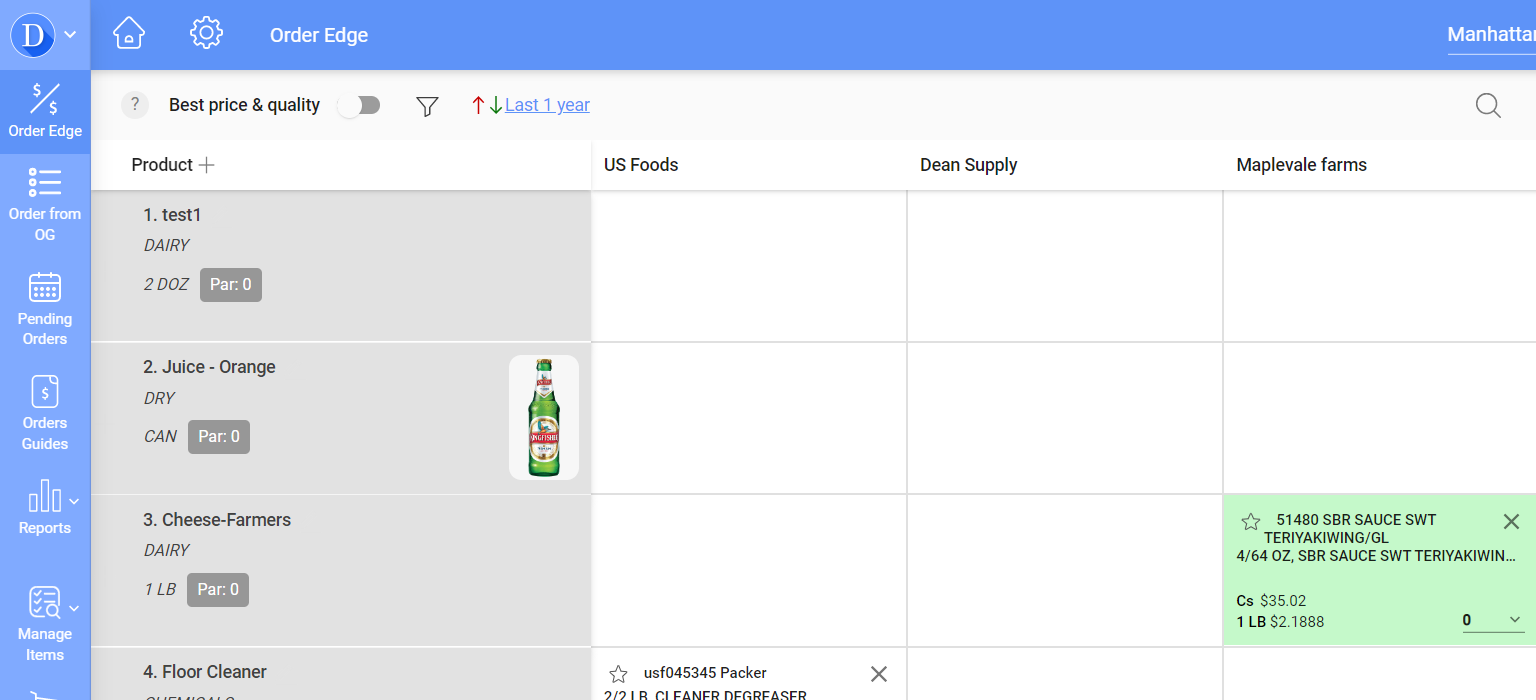 D
Order Edge
Manhattan
Order Edge
Order from
OG
Pending
Orders
Orders
Guides
Reports
Manage
Items
?
Best price & quality
Last 1 year
Product
US Foods
Dean Supply
Maplevale farms
1. test1
DAIRY
2 DOZ
Par: 0
2. Juice - Orange
DRY
CAN
Par: 0
KINGFISHER
3. Cheese-Farmers
DAIRY
1 LB
Par: 0
51480 SBR SAUCE SWT
TERIYAKIWING/GL
4/64 OZ, SBR SAUCE SWT TERIYAKIWIN...
Cs $35.02
1 LB $2.1888
0
4. Floor Cleaner
CHEMICALS
usf045345 Packer
2/2 LB, CLEANER DEGREASER